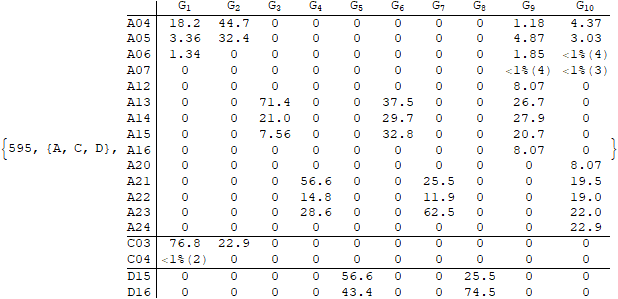 G1 G2 G3 G4 G5 G6 G7 G8 G9 G10
A04 18.2 44.7 0 0 0 0 0 0 1.18 4.37
A05 3.36 32.4 0 0 0 0 0 0 4.87 3.03
A06 1.34 0 0 0 0 0 0 0 1.85 <1%(4)
A07 0 0 0 0 0 0 0 0 <1%(4) <1%(3)
A12 0 0 0 0 0 0 0 0 8.07 0
A13 0 0 71.4 0 0 37.5 0 0 26.7 0
A14 0 0 21.0 0 0 29.7 0 0 27.9 0
A15 0 0 7.56 0 0 32.8 0 0 20.7 0
{595, {A, C, D}, A16 0 0 0 0 0 0 0 0 8.07 0 }
A20 0 0 0 0 0 0 0 0 0 8.07
A21 0 0 0 56.6 0 0 25.5 0 0 19.5
A22 0 0 0 14.8 0 0 11.9 0 0 19.0
A23 0 0 0 28.6 0 0 62.5 0 0 22.0
A24 0 0 0 0 0 0 0 0 0 22.9
C03 76.8 22.9 0 0 0 0 0 0 0 0
C04 <1%(2) 0 0 0 0 0 0 0 0 0
D15 0 0 0 0 56.6 0 0 25.5 0 0
D16 0 0 0 0 43.4 0 0 74.5 0 0